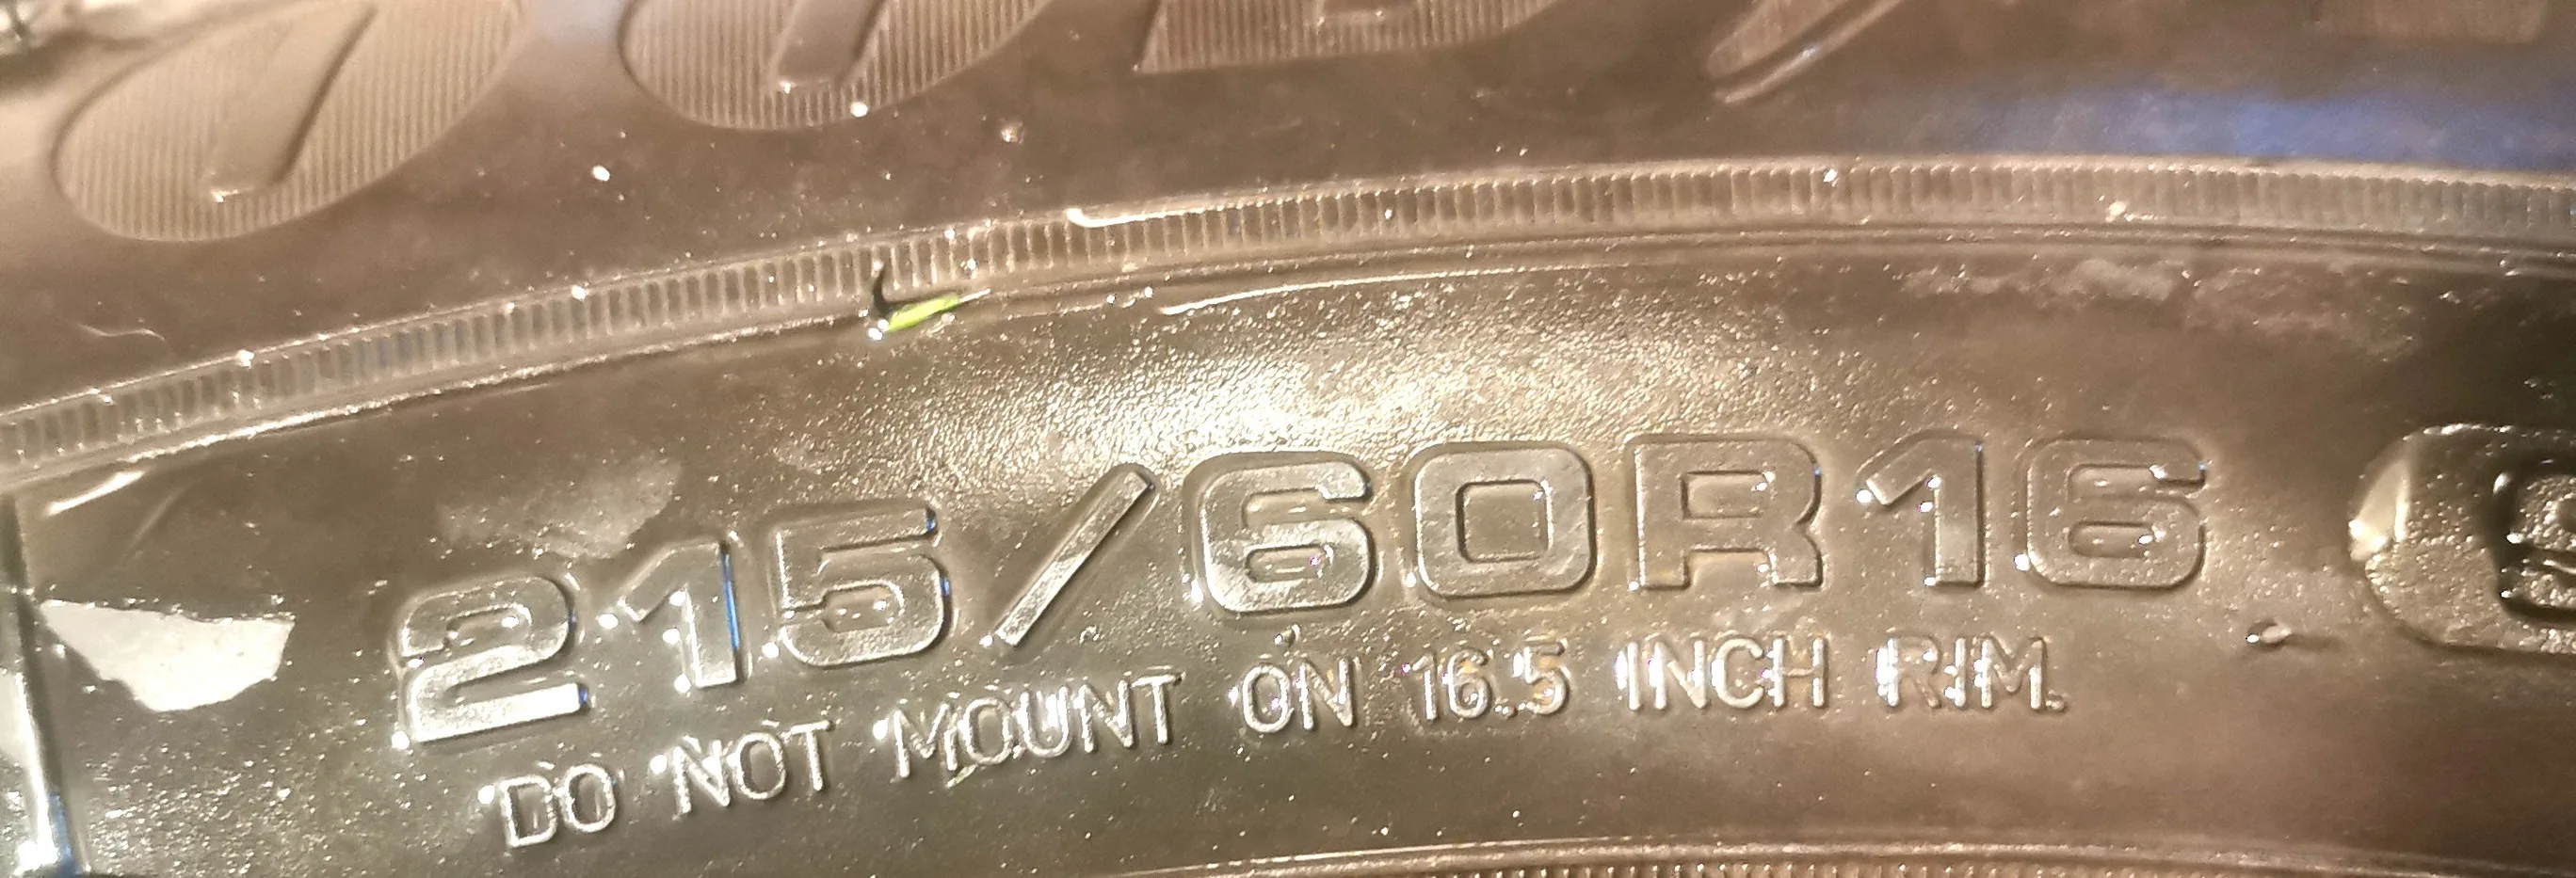 215/60R16
DO NOT MOUNT ON 16.5 INCH RIM.